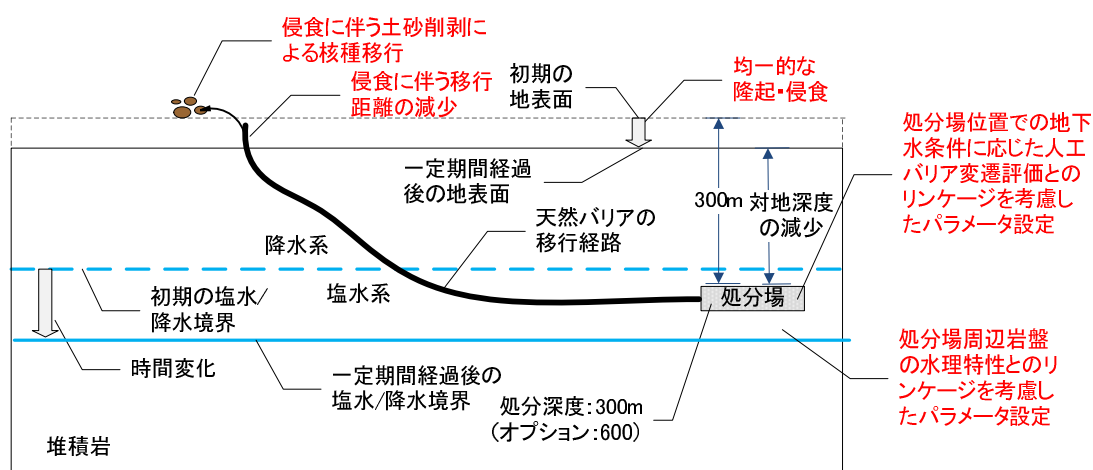 侵食に伴う土砂削剥に
よる核種移行
侵食に伴う移行
距離の減少
初期の
地表面
均一的な
隆起・侵食
処分場位置での地下
水条件に応じた人工
バリア変遷評価との
リンケージを考慮し
たパラメータ設定
一定期間経過
後の地表面
300m
対地深度
の減少
天然バリアの
移行経路
降水系
塩水系
処分場
初期の塩水/
降水境界
時間変化
一定期間経過後の
塩水/降水境界
処分深度:300m
(オプション:600)
処分場周辺岩盤
の水理特性とのリ
ンケージを考慮し
たパラメータ設定
堆積岩